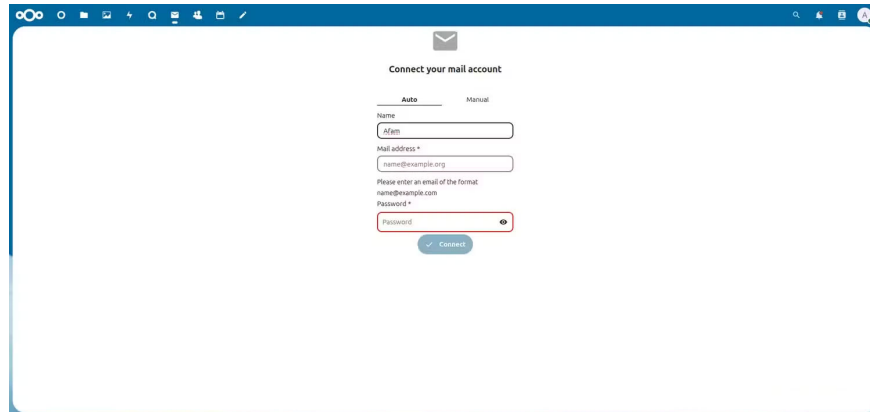 Connect your mail account
Auto Manual
Name
Afam
Mail address *
name@example.org
Please enter an email of the format
name@example.com
Password *
Password
Connect
A